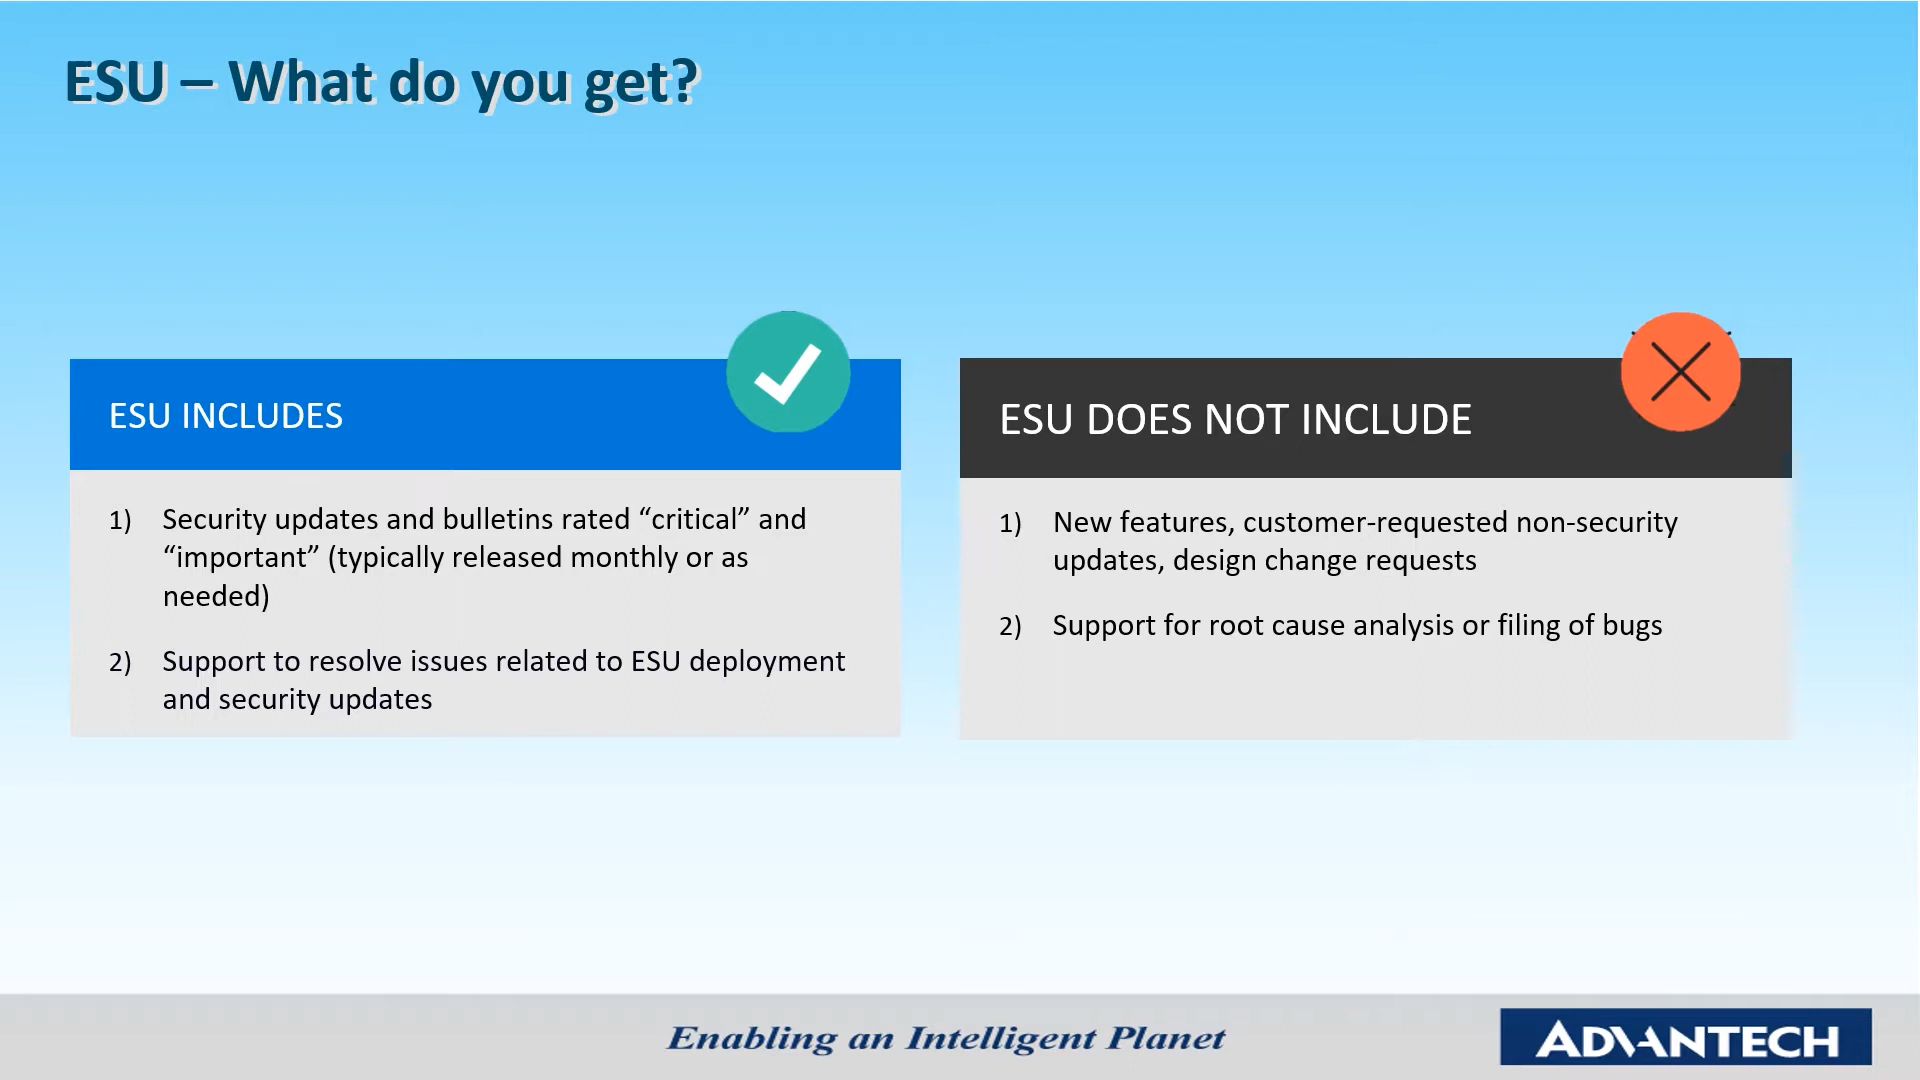 ESU – What do you get?
ESU INCLUDES
1) Security updates and bulletins rated “critical” and
“important” (typically released monthly or as
needed)
2) Support to resolve issues related to ESU deployment
and security updates
ESU DOES NOT INCLUDE
1) New features, customer-requested non-security
updates, design change requests
2) Support for root cause analysis or filing of bugs
Enabling an Intelligent Planet
ADVANTECH